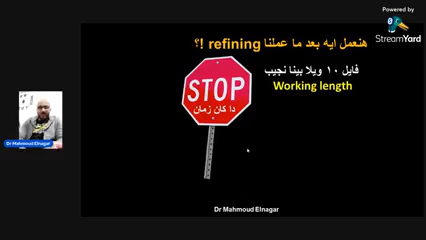 Powered by
StreamYard
هنعمل ايه بعد ما عملنا refining !؟
فايل ١٠ ويلا بينا نجيب
Working length
STOP
دا كان زمان
Dr Mahmoud Elnagar
Dr Mahmoud Elnagar